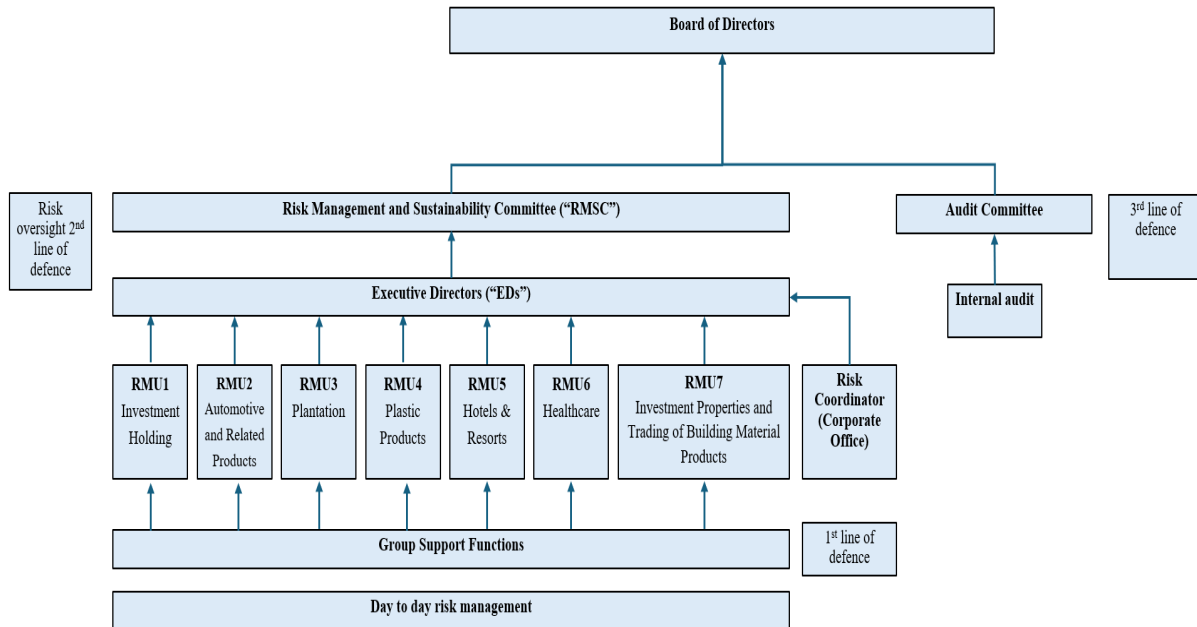 Board of Directors
Risk
oversight 2nd
line of
defence
Risk Management and Sustainability Committee (“RMSC”)
Audit Committee
3rd line of
defence
Executive Directors (“EDs”)
Internal audit
RMU1
Investment
Holding
RMU2
Automotive
and Related
Products
RMU3
Plantation
RMU4
Plastic
Products
RMU5
Hotels &
Resorts
RMU6
Healthcare
RMU7
Investment Properties and
Trading of Building Material
Products
Risk
Coordinator
(Corporate
Office)
Group Support Functions
1st line of
defence
Day to day risk management